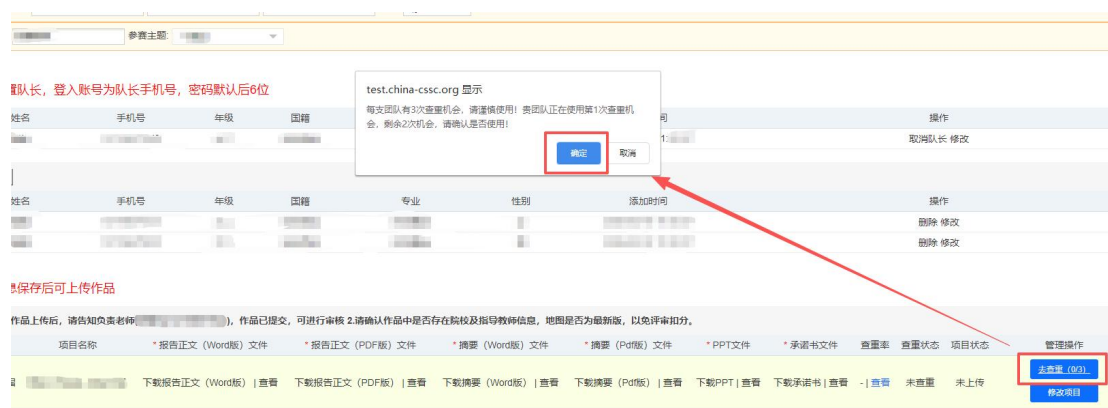 参赛主题:
置队长，登入账号为队长手机号，密码默认后6位
姓名 手机号 年级 国籍 间 操作
取消队长 修改
test.china-cssc.org 显示
每支团队有3次查重机会，请谨慎使用！贵团队正在使用第1次查重机
会，剩余2次机会，请确认是否使用！
确定 取消
姓名 手机号 年级 国籍 专业 性别 添加时间 操作
删除 修改
删除 修改
息保存后可上传作品
作品上传后，请告知负责老师( )，作品已提交，可进行审核 2.请确认作品中是否存在院校及指导教师信息，地图是否为最新版，以免评审扣分。
项目名称 *报告正文（Word版）文件 *报告正文（PDF版）文件 *摘要（Word版）文件 *摘要（Pdf版）文件 *PPT文件 *承诺书文件 查重率 查重状态 项目状态 管理操作
下载报告正文（Word版）| 查看 下载报告正文（PDF版）| 查看 下载摘要（Word版）| 查看 下载摘要（Pdf版）| 查看 下载PPT | 查看 下载承诺书 | 查看 - | 查看 未查重 未上传 去查重（0/3）
修改项目